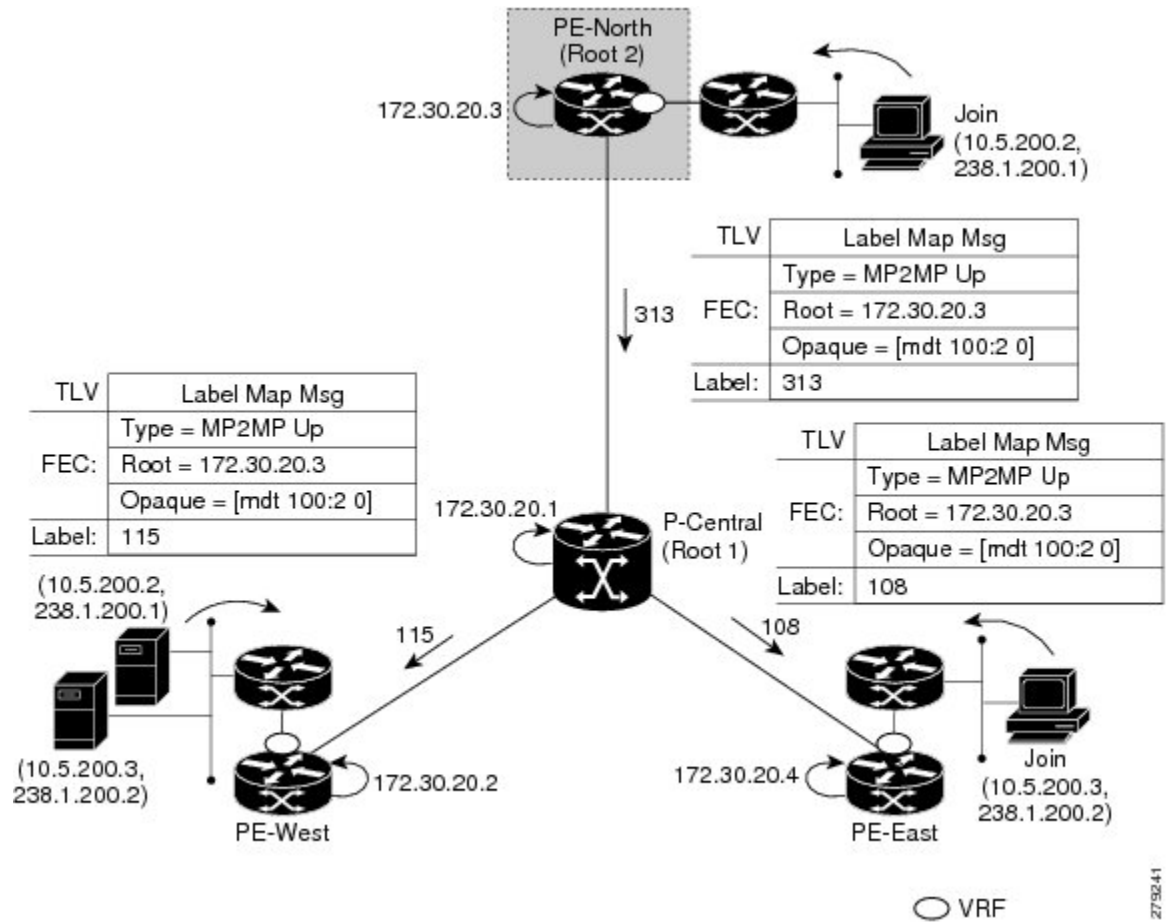 PE-North
(Root 2)
172.30.20.3
Join
(10.5.200.2,
238.1.200.1)
TLV Label Map Msg
Type = MP2MP Up
FEC: Root = 172.30.20.3
Opaque = [mdt 100:2 0]
Label: 313
313
TLV Label Map Msg
Type = MP2MP Up
FEC: Root = 172.30.20.3
Opaque = [mdt 100:2 0]
Label: 115
TLV Label Map Msg
Type = MP2MP Up
FEC: Root = 172.30.20.3
Opaque = [mdt 100:2 0]
Label: 108
172.30.20.1
P-Central
(Root 1)
(10.5.200.2,
238.1.200.1)
115
108
(10.5.200.3,
238.1.200.2)
172.30.20.2
PE-West
172.30.20.4
PE-East
Join
(10.5.200.3,
238.1.200.2)
VRF
279241